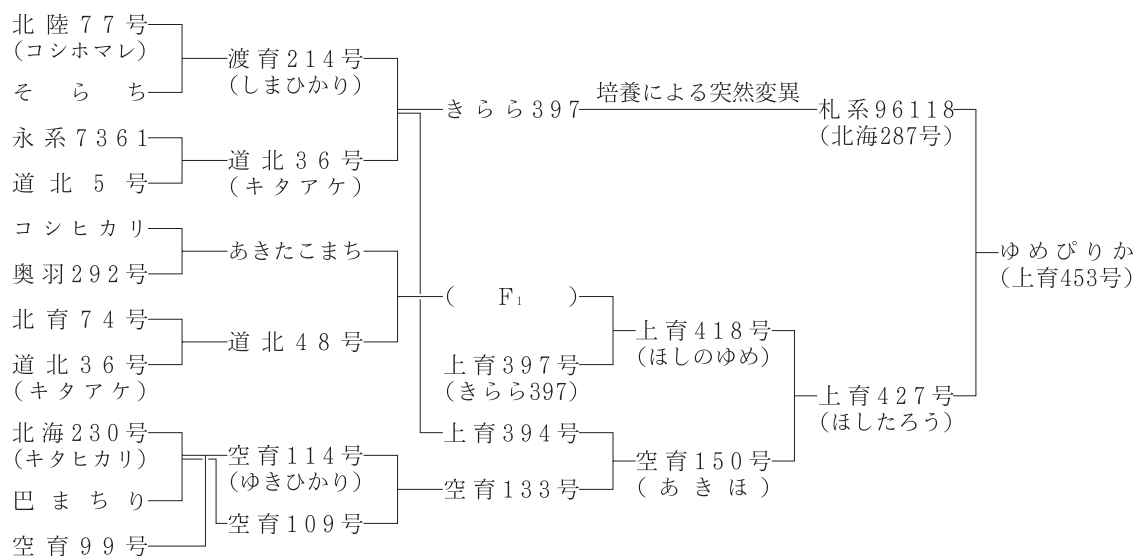 北陸77号
(コシホマレ)
そらち
永系7361
道北5号
コシヒカリ
奥羽292号
北育74号
道北36号
(キタアケ)
北海230号
(キタヒカリ)
巴まちり
空育99号
渡育214号
(しまひかり)
道北36号
(キタアケ)
あきたこまち
道北48号
空育114号
(ゆきひかり)
空育109号
きらら397
( F₁ )
上育397号
(きらら397)
上育394号
空育133号
培養による突然変異
上育418号
(ほしのゆめ)
空育150号
(あきほ)
札系96118
(北海287号)
上育427号
(ほしたろう)
ゆめぴりか
(上育453号)